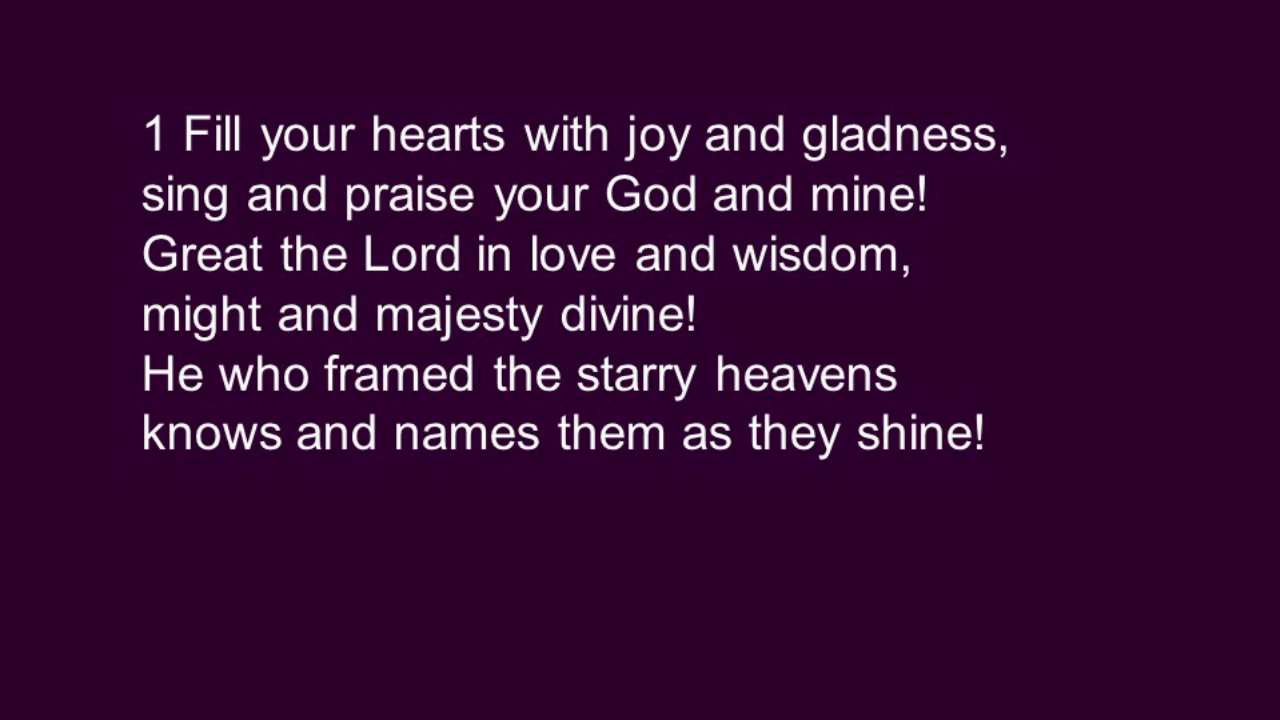 1 Fill your hearts with joy and gladness,
sing and praise your God and mine!
Great the Lord in love and wisdom,
might and majesty divine!
He who framed the starry heavens
knows and names them as they shine!